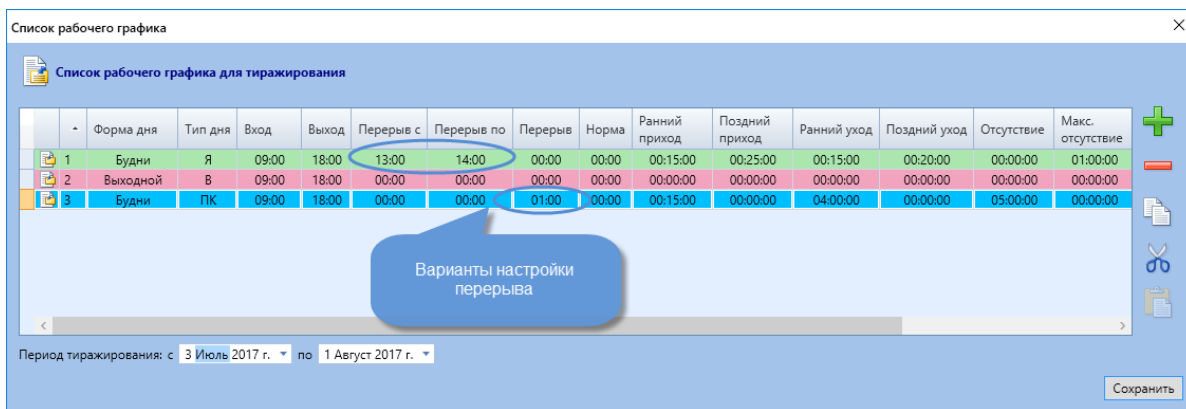 Список рабочего графика
Список рабочего графика для тиражирования
Форма дня Тип дня Вход Выход Перерыв с Перерыв по Перерыв Норма Ранний приход Поздний приход Ранний уход Поздний уход Отсутствие Макс. отсутствие
1 Будни Я 09:00 18:00 13:00 14:00 00:00 00:00 00:15:00 00:25:00 00:15:00 00:20:00 00:00:00 01:00:00
2 Выходной В 09:00 18:00 00:00 00:00 00:00 00:00 00:00:00 00:00:00 00:00:00 00:00:00 00:00:00 00:00:00
3 Будни ПК 09:00 18:00 00:00 00:00 01:00 00:00 00:15:00 00:00:00 04:00:00 00:00:00 05:00:00 00:00:00
Варианты настройки
перерыва
Период тиражирования: с 3 Июль 2017 г. по 1 Август 2017 г.
Сохранить